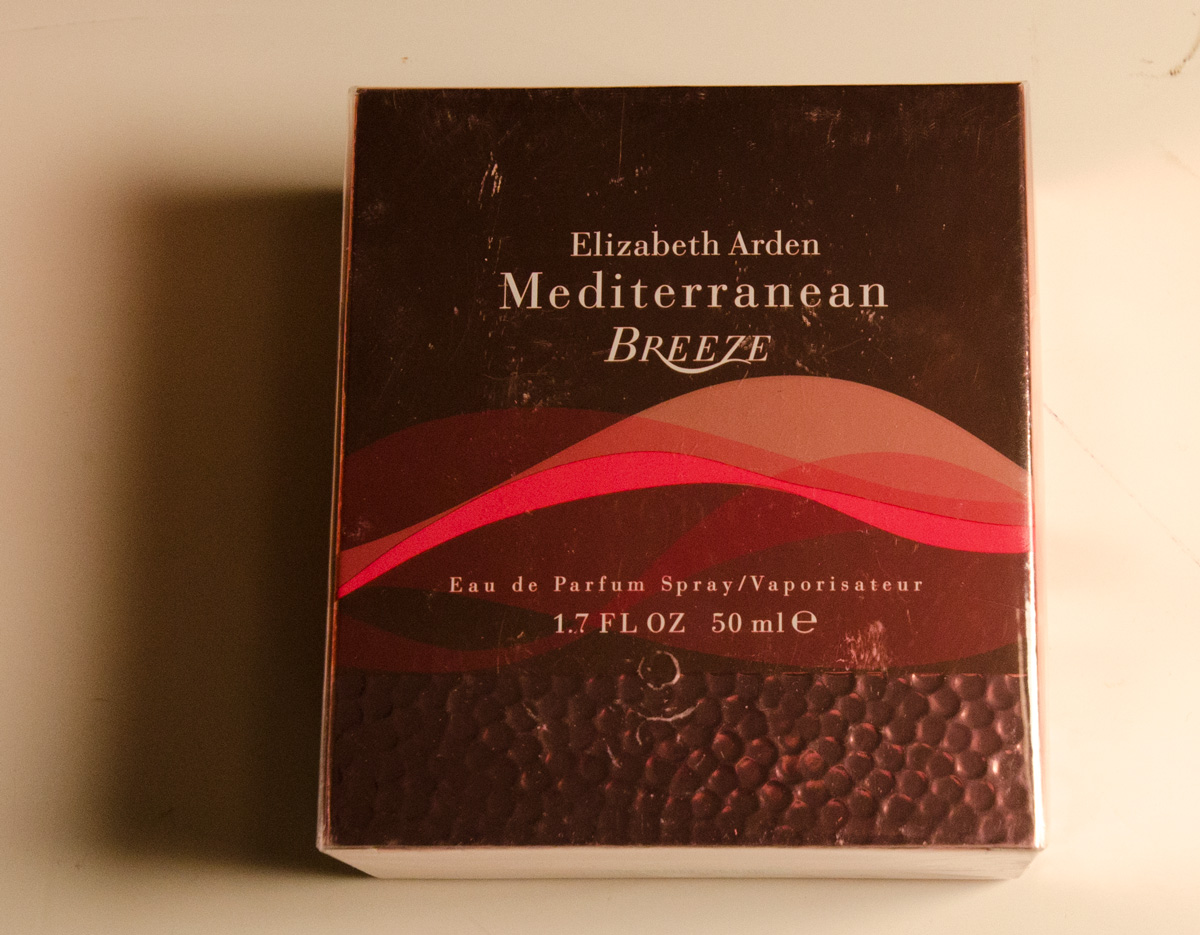 Elizabeth Arden
Mediterranean
BREEZE
Eau de Parfum Spray/Vaporisateur
1.7 FL OZ 50 ml ℮